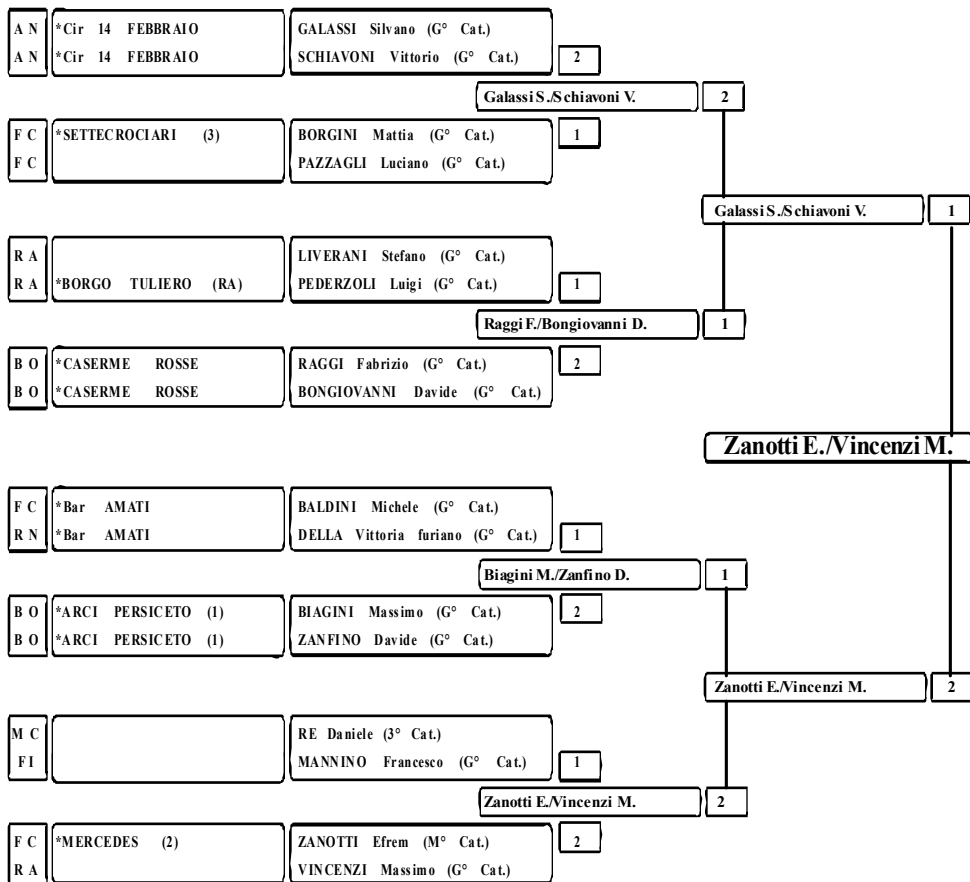 A N *Cir 14 FEBBRAIO GALASSI Silvano (G° Cat.)
A N *Cir 14 FEBBRAIO SCHIAVONI Vittorio (G° Cat.) 2
Galassi S./Schiavoni V. 2
F C *SETTECROCIARI (3) BORGINI Mattia (G° Cat.) 1
F C PAZZAGLI Luciano (G° Cat.)
Galassi S./Schiavoni V. 1
R A LIVERANI Stefano (G° Cat.)
R A *BORGO TULIERO (RA) PEDERZOLI Luigi (G° Cat.) 1
Raggi F./Bongiovanni D. 1
B O *CASERME ROSSE RAGGI Fabrizio (G° Cat.) 2
B O *CASERME ROSSE BONGIOVANNI Davide (G° Cat.)
Zanotti E./Vincenzi M.
F C *Bar AMATI BALDINI Michele (G° Cat.)
R N *Bar AMATI DELLA Vittoria furiano (G° Cat.) 1
Biagini M./Zanfino D. 1
B O *ARCI PERSICETO (1) BIAGINI Massimo (G° Cat.) 2
B O *ARCI PERSICETO (1) ZANFINO Davide (G° Cat.)
Zanotti E./Vincenzi M. 2
M C RE Daniele (3° Cat.)
F I MANNINO Francesco (G° Cat.) 1
Zanotti E./Vincenzi M. 2
F C *MERCEDES (2) ZANOTTI Efrem (M° Cat.) 2
R A VINCENZI Massimo (G° Cat.)